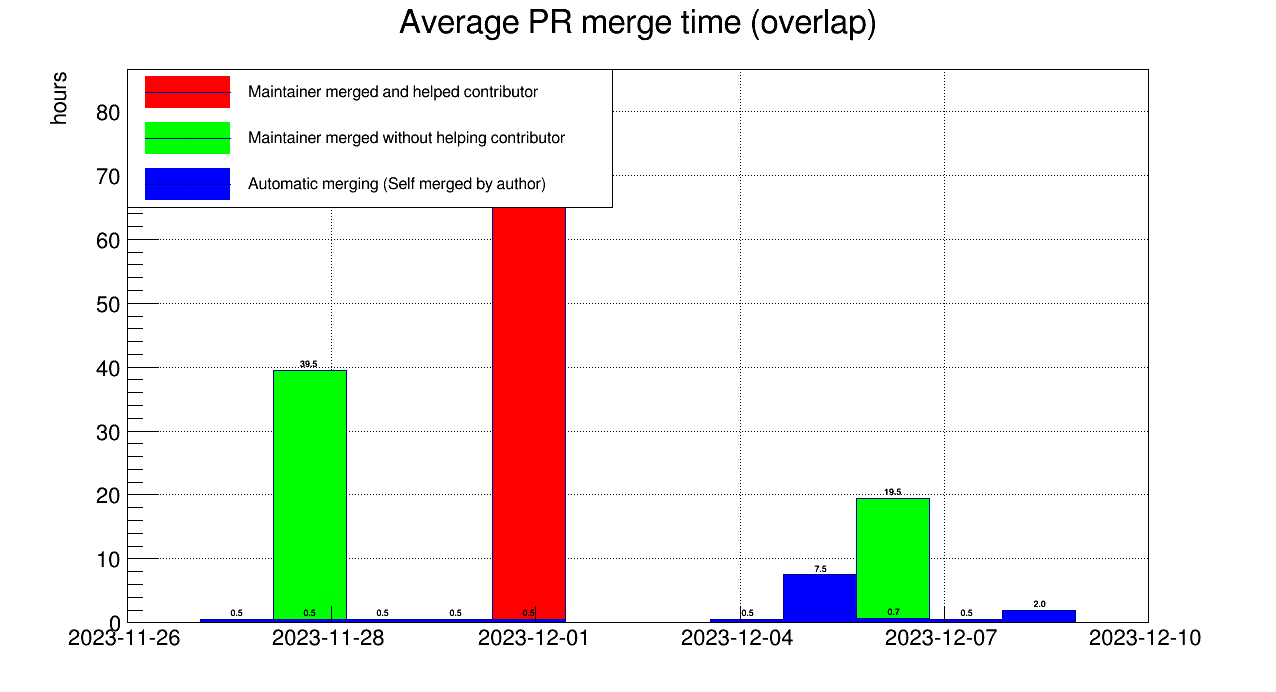 Average PR merge time (overlap)
hours
Maintainer merged and helped contributor
Maintainer merged without helping contributor
Automatic merging (Self merged by author)
80
70
60
50
40
30
20
10
0
39.5
19.5
7.5
2.0
0.5 0.5 0.5 0.5 0.5 0.5 0.7 0.5
2023-11-26 2023-11-28 2023-12-01 2023-12-04 2023-12-07 2023-12-10